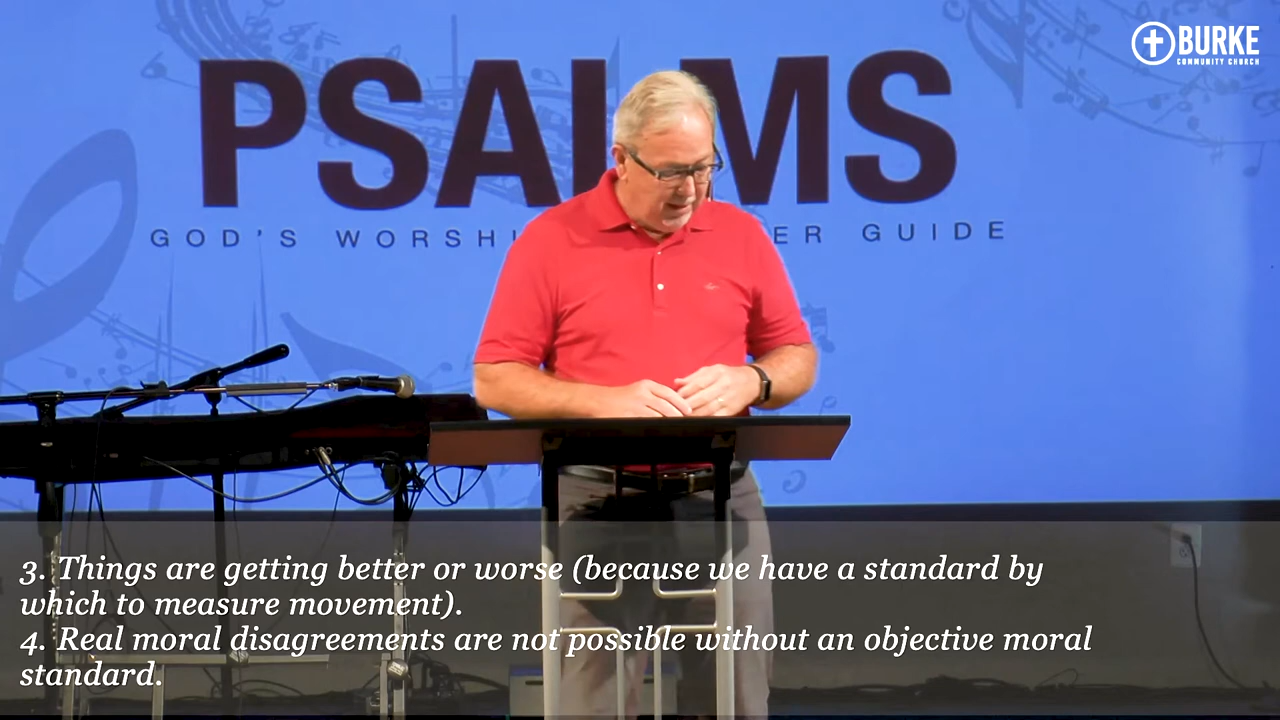 BURKE
COMMUNITY CHURCH
PSALMS
GOD'S WORSHI ER GUIDE
3. Things are getting better or worse (because we have a standard by
which to measure movement).
4. Real moral disagreements are not possible without an objective moral
standard.